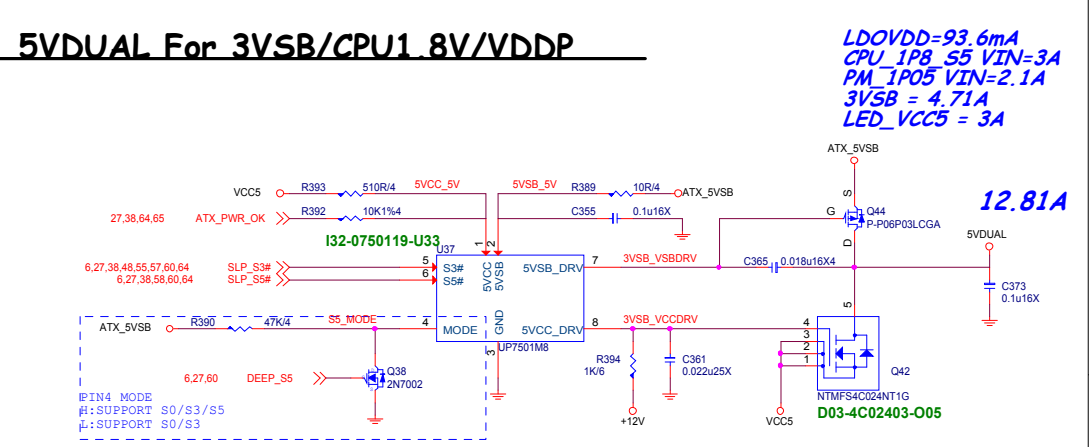 5VDUAL For 3VSB/CPU1.8V/VDDP
LDOVDD=93.6mA
CPU_1P8_S5 VIN=3A
PM_1P05 VIN=2.1A
3VSB = 4.71A
LED_VCC5 = 3A
ATX_5VSB
S
G
D
Q44
P-P06P03LCGA
12.81A
5VDUAL
VCC5
R393
510R/4
5VCC_5V
5VSB_5V
R389
10R/4
ATX_5VSB
27,38,64,65
ATX_PWR_OK
R392
10K1%4
C355
0.1u16X
I32-0750119-U33
U37
1
2
6,27,38,48,55,57,60,64
SLP_S3#
5
S3#
6,27,38,58,60,64
SLP_S5#
6
S5#
5VCC
5VSB
5VSB_DRV
7
3VSB_VSBDRV
C365
0.018u16X4
C373
0.1u16X
ATX_5VSB
R390
47K/4
S5_MODE
4
MODE
GND
3
5VCC_DRV
8
3VSB_VCCDRV
UP7501M8
5
4
3
2
1
Q42
R394
1K/6
C361
0.022u25X
6,27,60
DEEP_S5
Q38
2N7002
PIN4 MODE
H:SUPPORT S0/S3/S5
L:SUPPORT S0/S3
+12V
VCC5
NTMFS4C024NT1G
D03-4C02403-O05